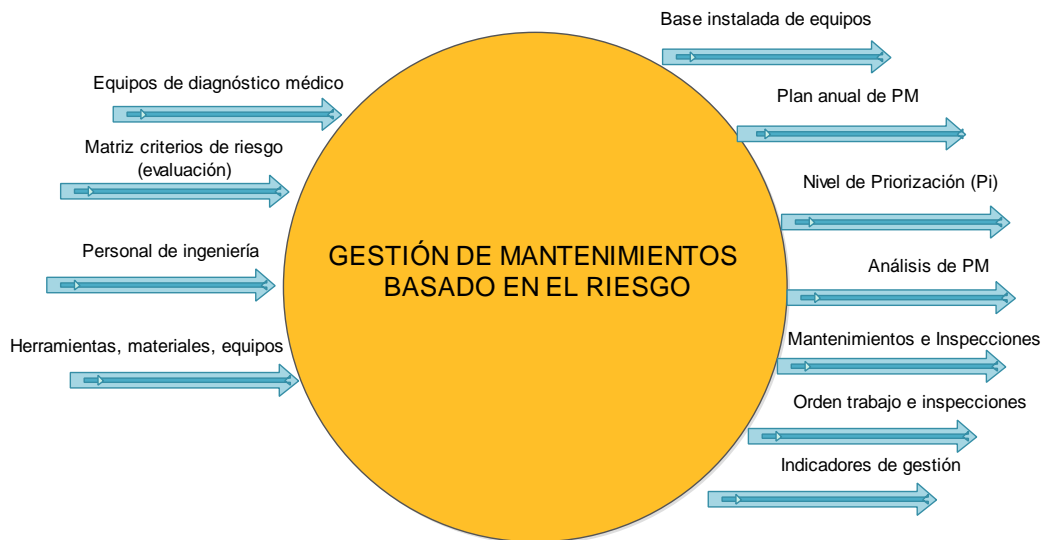 Equipos de diagnóstico médico
Matriz criterios de riesgo
(evaluación)
Personal de ingeniería
Herramientas, materiales, equipos
GESTIÓN DE MANTENIMIENTOS
BASADO EN EL RIESGO
Base instalada de equipos
Plan anual de PM
Nivel de Priorización (Pi)
Análisis de PM
Mantenimientos e Inspecciones
Orden trabajo e inspecciones
Indicadores de gestión